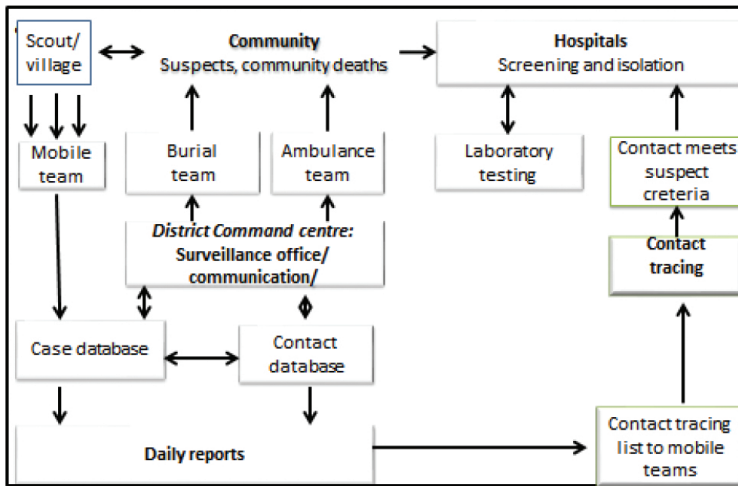 Scout/
village
Community
Suspects, community deaths
Hospitals
Screening and isolation
Mobile
team
Burial
team
Ambulance
team
Laboratory
testing
Contact meets
suspect
creteria
District Command centre:
Surveillance office/
communication/
Contact
tracing
Case database
Contact
database
Daily reports
Contact tracing
list to mobile
teams